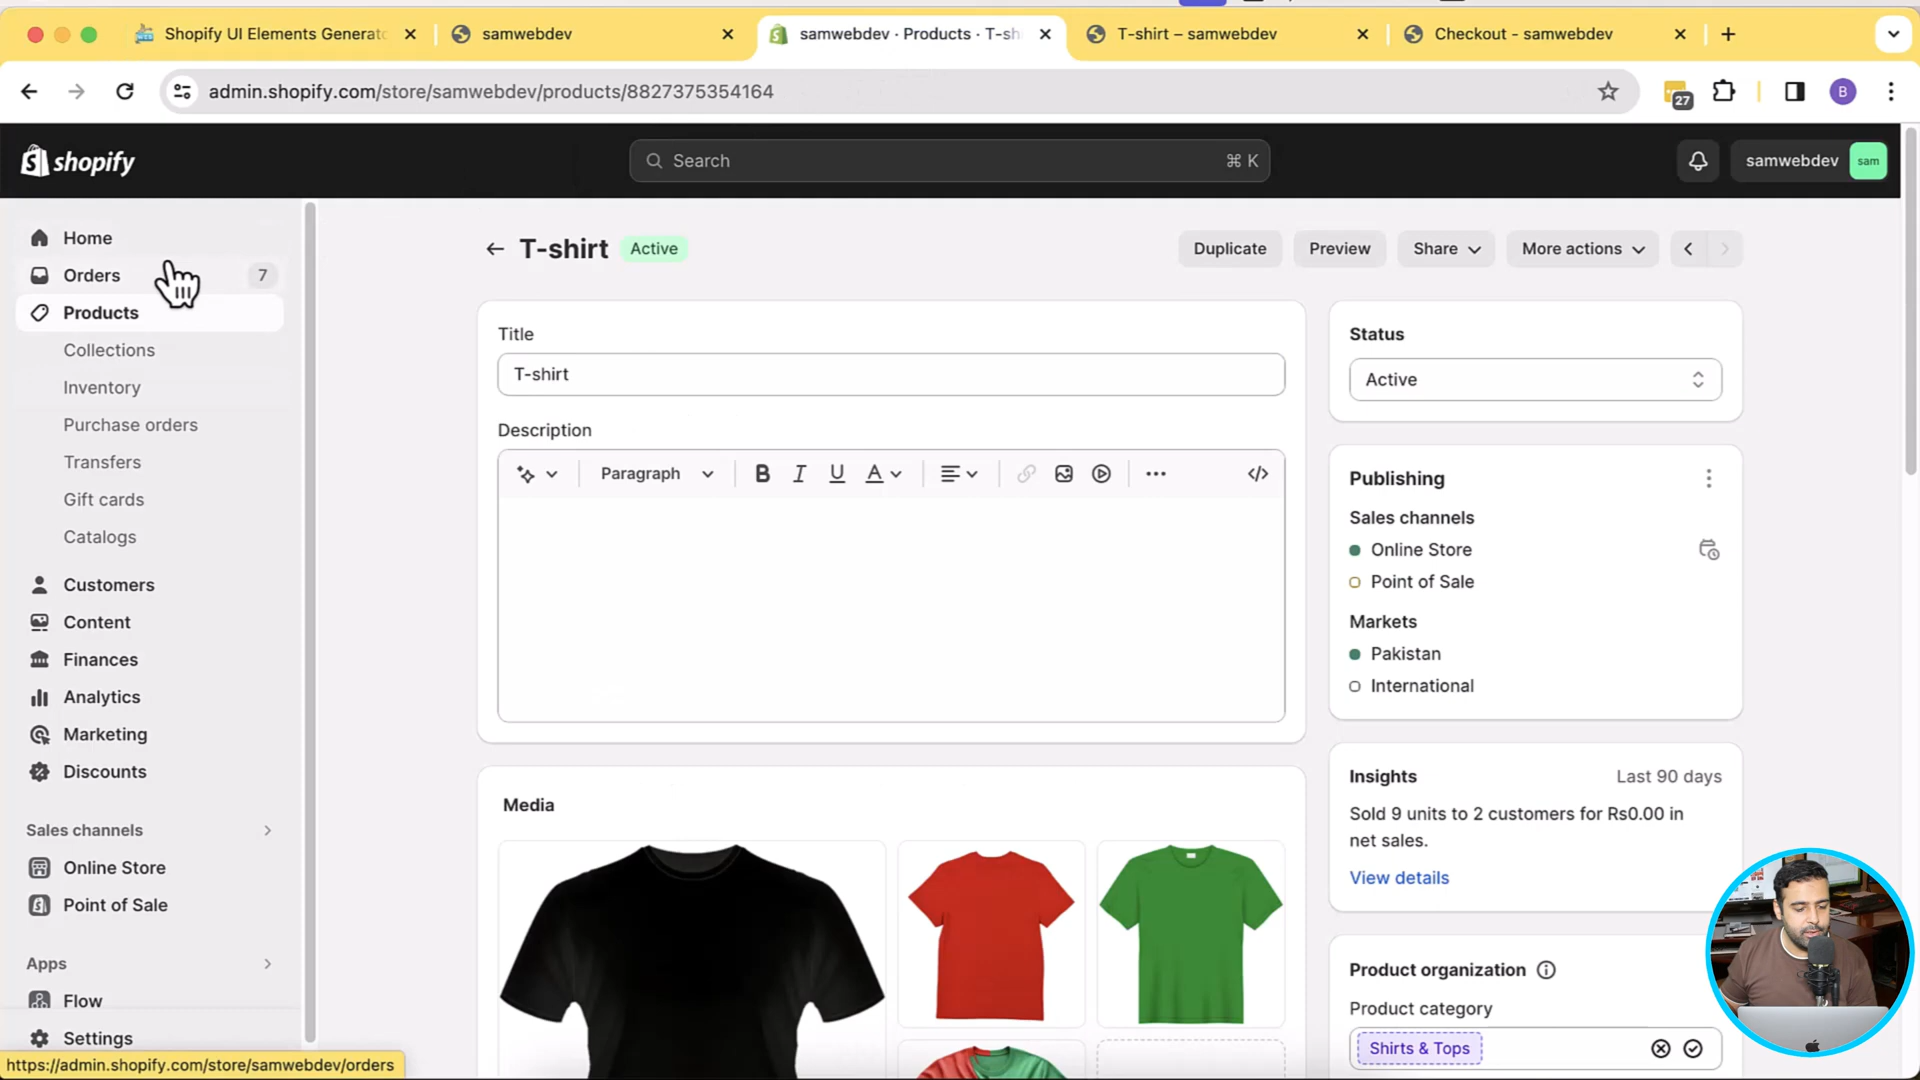 Shopify UI Elements Generato
samwebdev
samwebdev · Products · T-shi
T-shirt – samwebdev
Checkout - samwebdev
admin.shopify.com/store/samwebdev/products/8827375354164
27
B
shopify
Search
⌘ K
samwebdev
sam
Home
Orders
7
Products
Collections
Inventory
Purchase orders
Transfers
Gift cards
Catalogs
Customers
Content
Finances
Analytics
Marketing
Discounts
Sales channels
Online Store
Point of Sale
Apps
Flow
Settings
https://admin.shopify.com/store/samwebdev/orders
T-shirt
Active
Duplicate
Preview
Share
More actions
Title
T-shirt
Description
Paragraph
B
I
U
A
Media
Status
Active
Publishing
Sales channels
Online Store
Point of Sale
Markets
Pakistan
International
Insights
Last 90 days
Sold 9 units to 2 customers for Rs0.00 in
net sales.
View details
Product organization
Product category
Shirts & Tops